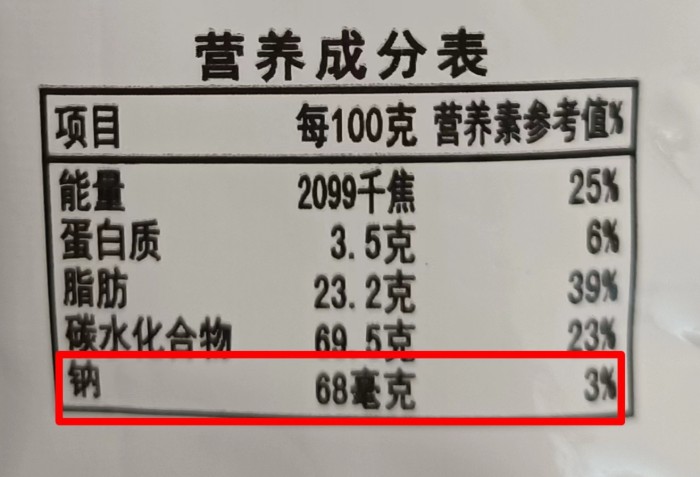 营养成分表
项目 每100克 营养素参考值%
能量 2099千焦 25%
蛋白质 3.5克 6%
脂肪 23.2克 39%
碳水化合物 69.5克 23%
钠 68毫克 3%